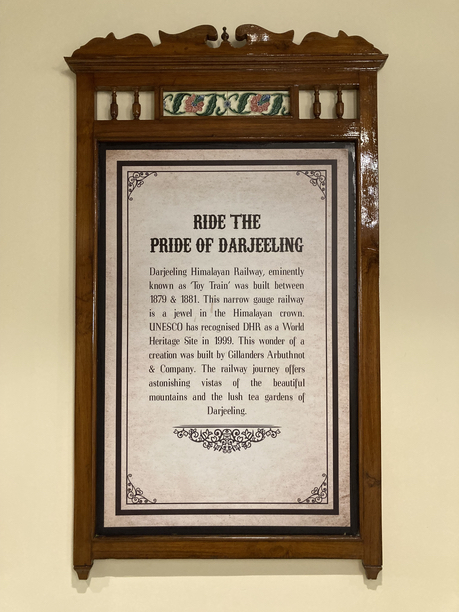 RIDE THE
PRIDE OF DARJEELING
Darjeeling Himalayan Railway, eminently
known as 'Toy Train' was built between
1879 & 1881. This narrow gauge railway
is a jewel in the Himalayan crown.
UNESCO has recognised DHR as a World
Heritage Site in 1999. This wonder of a
creation was built by Gillanders Arbuthnot
& Company. The railway journey offers
astonishing vistas of the beautiful
mountains and the lush tea gardens of
Darjeeling.